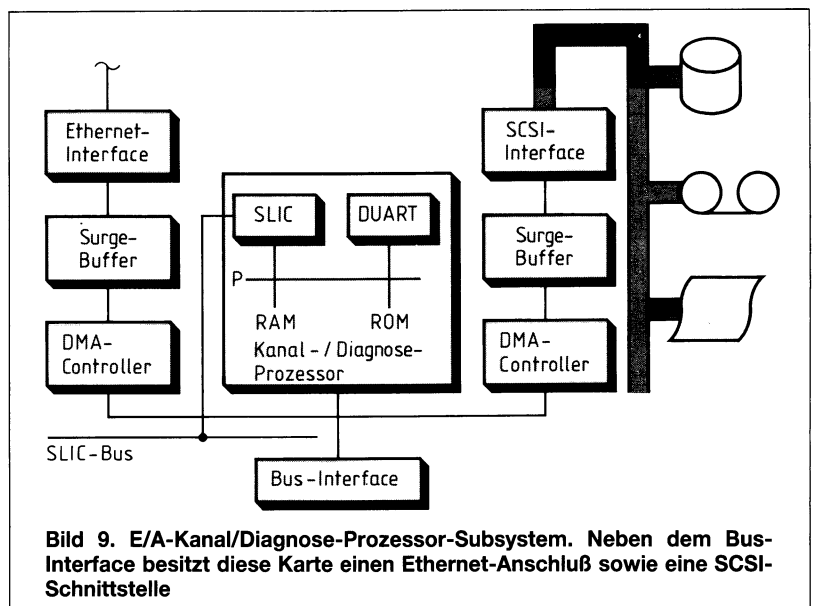 Ethernet-
Interface
Surge-
Buffer
DMA-
Controller
SLIC
DUART
P
RAM
ROM
Kanal-/Diagnose-
Prozessor
SCSI-
Interface
Surge-
Buffer
DMA-
Controller
SLIC-Bus
Bus-Interface
Bild 9. E/A-Kanal/Diagnose-Prozessor-Subsystem. Neben dem Bus-
Interface besitzt diese Karte einen Ethernet-Anschluß sowie eine SCSI-
Schnittstelle